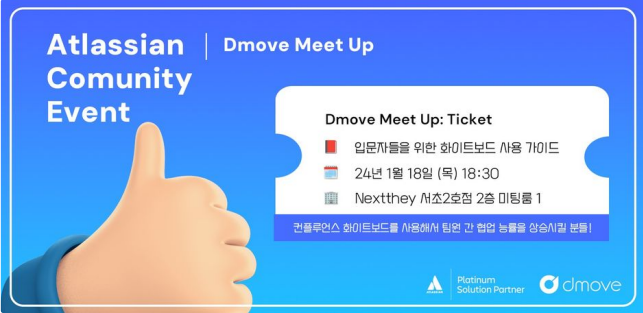 Atlassian
Comunity
Event
Dmove Meet Up
Dmove Meet Up: Ticket
입문자들을 위한 화이트보드 사용 가이드
24년 1월 18일 (목) 18:30
Nextthey 서초2호점 2층 미팅룸 1
컨플루언스 화이트보드를 사용해서 팀원 간 협업 능률을 상승시킬 분들!
Platinum
Solution Partner
dmove